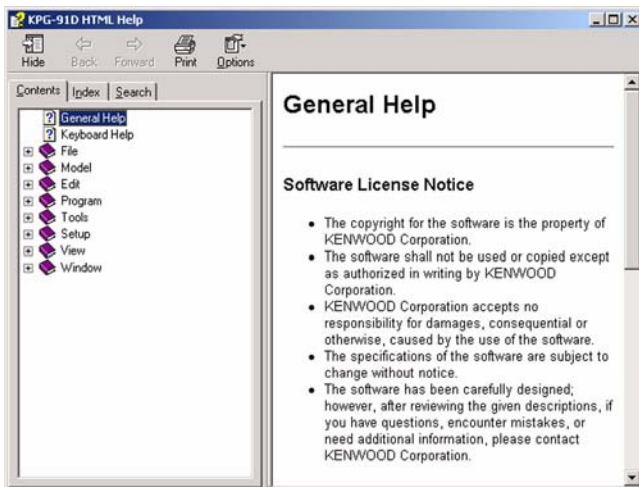 KPG-91D HTML Help
Hide Back Forward Print Options
Contents Index Search
General Help
Keyboard Help
File
Model
Edit
Program
Tools
Setup
View
Window
General Help
Software License Notice
• The copyright for the software is the property of
KENWOOD Corporation.
• The software shall not be used or copied except
as authorized in writing by KENWOOD
Corporation.
• KENWOOD Corporation accepts no
responsibility for damages, consequential or
otherwise, caused by the use of the software.
• The specifications of the software are subject to
change without notice.
• The software has been carefully designed;
however, after reviewing the given descriptions, if
you have questions, encounter mistakes, or
need additional information, please contact
KENWOOD Corporation.